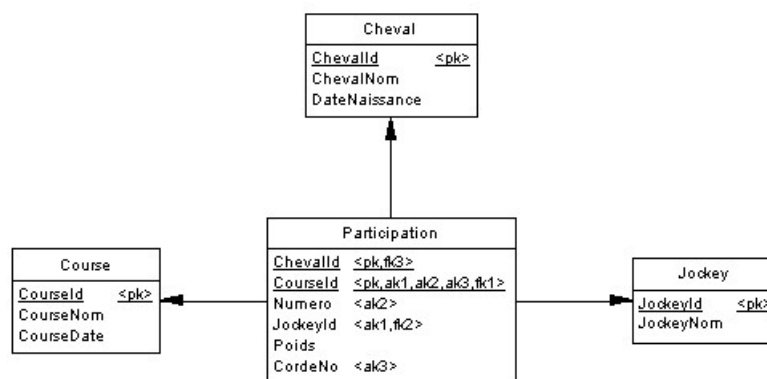 Cheval
ChevalId <pk>
ChevalNom
DateNaissance
Participation
ChevalId <pk,fk3>
CourseId <pk,ak1,ak2,ak3,fk1>
Numero <ak2>
JockeyId <ak1,fk2>
Poids
CordeNo <ak3>
Course
CourseId <pk>
CourseNom
CourseDate
Jockey
JockeyId <pk>
JockeyNom